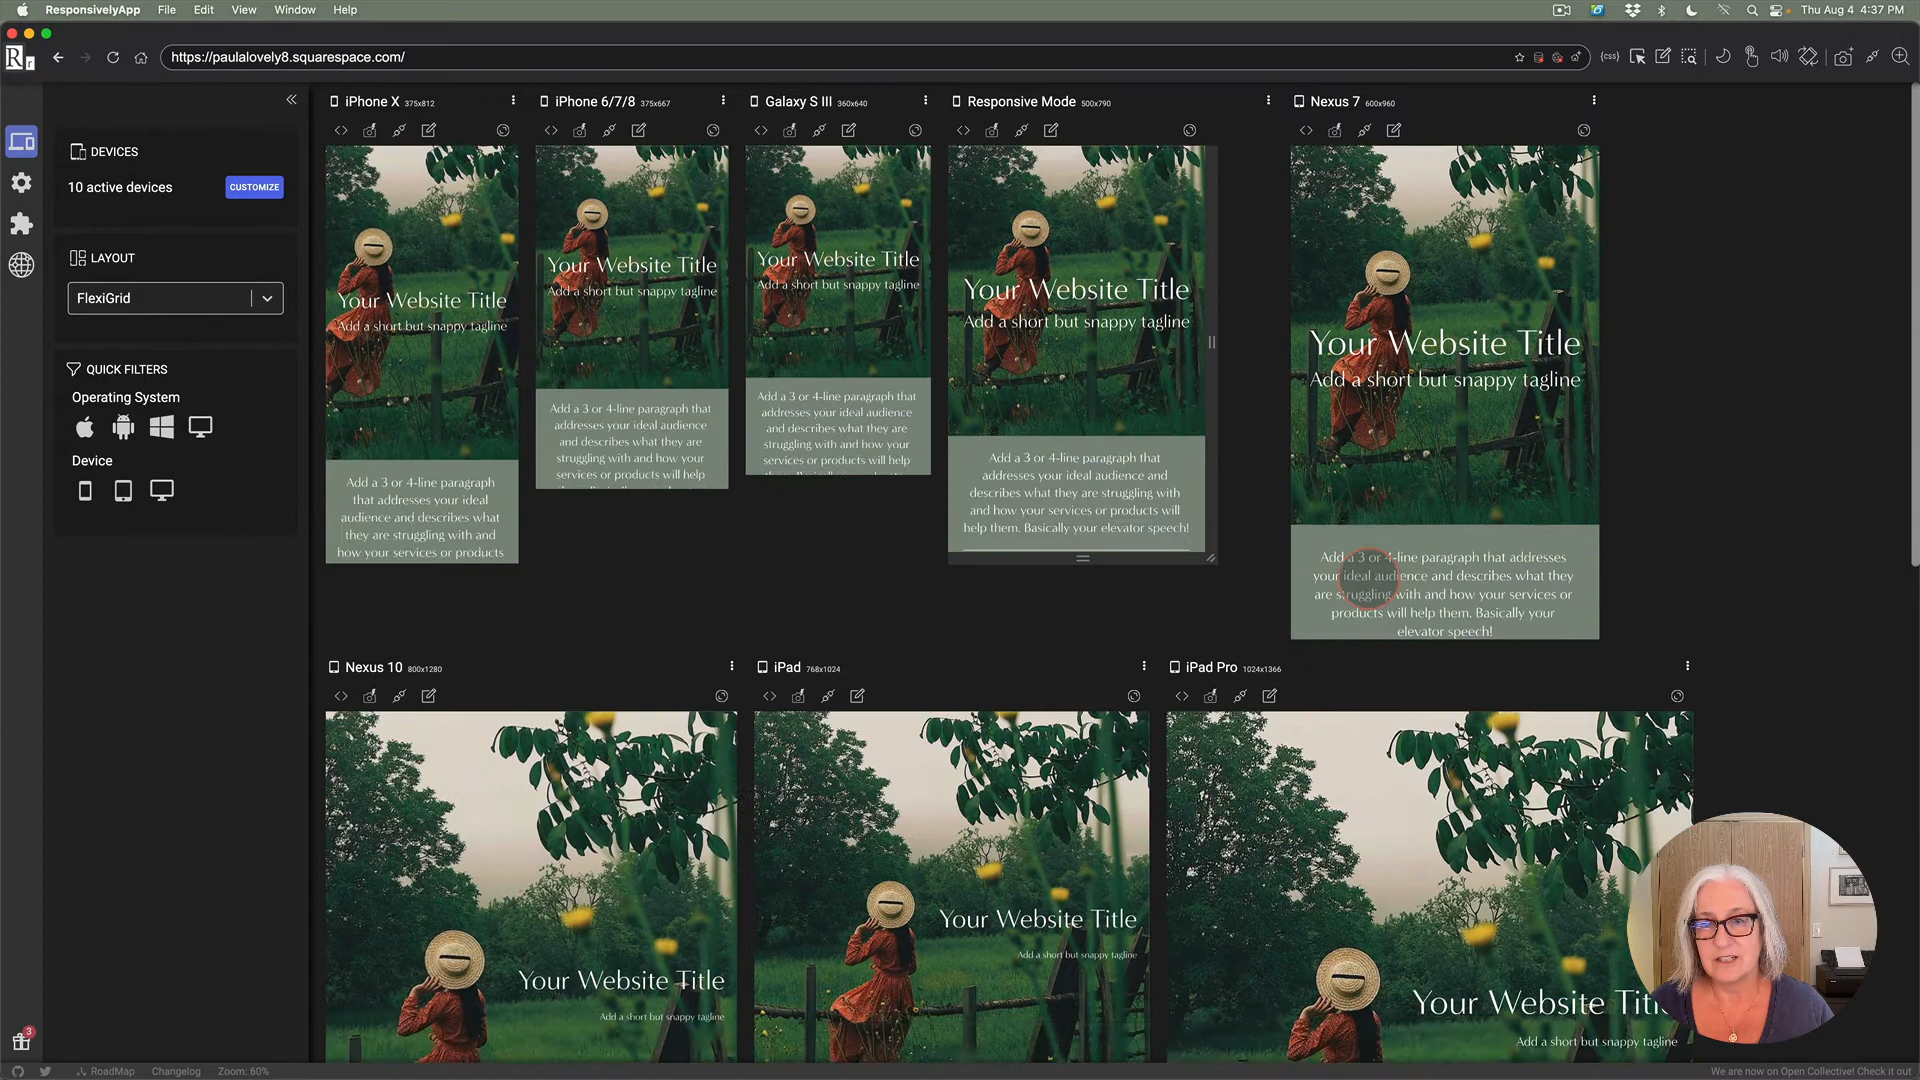 ResponsivelyApp File Edit View Window Help
Thu Aug 4 4:37 PM
https://paulalovely8.squarespace.com/
{css}
DEVICES
10 active devices
CUSTOMIZE
LAYOUT
FlexiGrid
QUICK FILTERS
Operating System
Device
iPhone X 375x812
Your Website Title
Add a short but snappy tagline
Add a 3 or 4-line paragraph
that addresses your ideal
audience and describes what
they are struggling with and
how your services or products
iPhone 6/7/8 375x667
Your Website Title
Add a short but snappy tagline
Add a 3 or 4-line paragraph that
addresses your ideal audience
and describes what they are
struggling with and how your
services or products will help
Galaxy S III 360x640
Your Website Title
Add a short but snappy tagline
Add a 3 or 4-line paragraph that
addresses your ideal audience
and describes what they are
struggling with and how your
services or products will help
Responsive Mode 500x790
Your Website Title
Add a short but snappy tagline
Add a 3 or 4-line paragraph that
addresses your ideal audience and
describes what they are struggling with
and how your services or products will
help them. Basically your elevator speech!
Nexus 7 600x960
Your Website Title
Add a short but snappy tagline
Add a 3 or 4-line paragraph that addresses
your ideal audience and describes what they
are struggling with and how your services or
products will help them. Basically your
elevator speech!
Nexus 10 800x1280
Your Website Title
Add a short but snappy tagline
iPad 768x1024
Your Website Title
Add a short but snappy tagline
iPad Pro 1024x1366
Your Website Title
Add a short but snappy tagline
3
RoadMap Changelog Zoom: 60%
We are now on Open Collective! Check it out